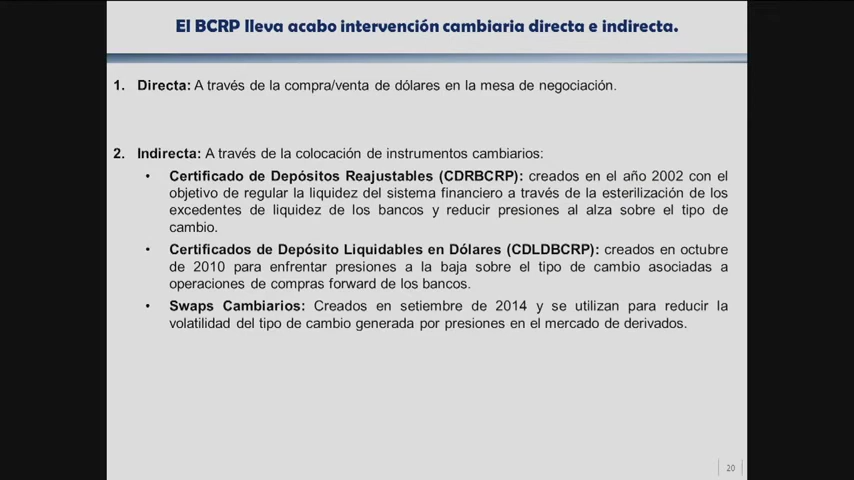 El BCRP lleva acabo intervención cambiaria directa e indirecta.
1. Directa: A través de la compra/venta de dólares en la mesa de negociación.
2. Indirecta: A través de la colocación de instrumentos cambiarios:
• Certificado de Depósitos Reajustables (CDRBCRP): creados en el año 2002 con el
objetivo de regular la liquidez del sistema financiero a través de la esterilización de los
excedentes de liquidez de los bancos y reducir presiones al alza sobre el tipo de
cambio.
• Certificados de Depósito Liquidables en Dólares (CDLDBCRP): creados en octubre
de 2010 para enfrentar presiones a la baja sobre el tipo de cambio asociadas a
operaciones de compras forward de los bancos.
• Swaps Cambiarios: Creados en setiembre de 2014 y se utilizan para reducir la
volatilidad del tipo de cambio generada por presiones en el mercado de derivados.
20